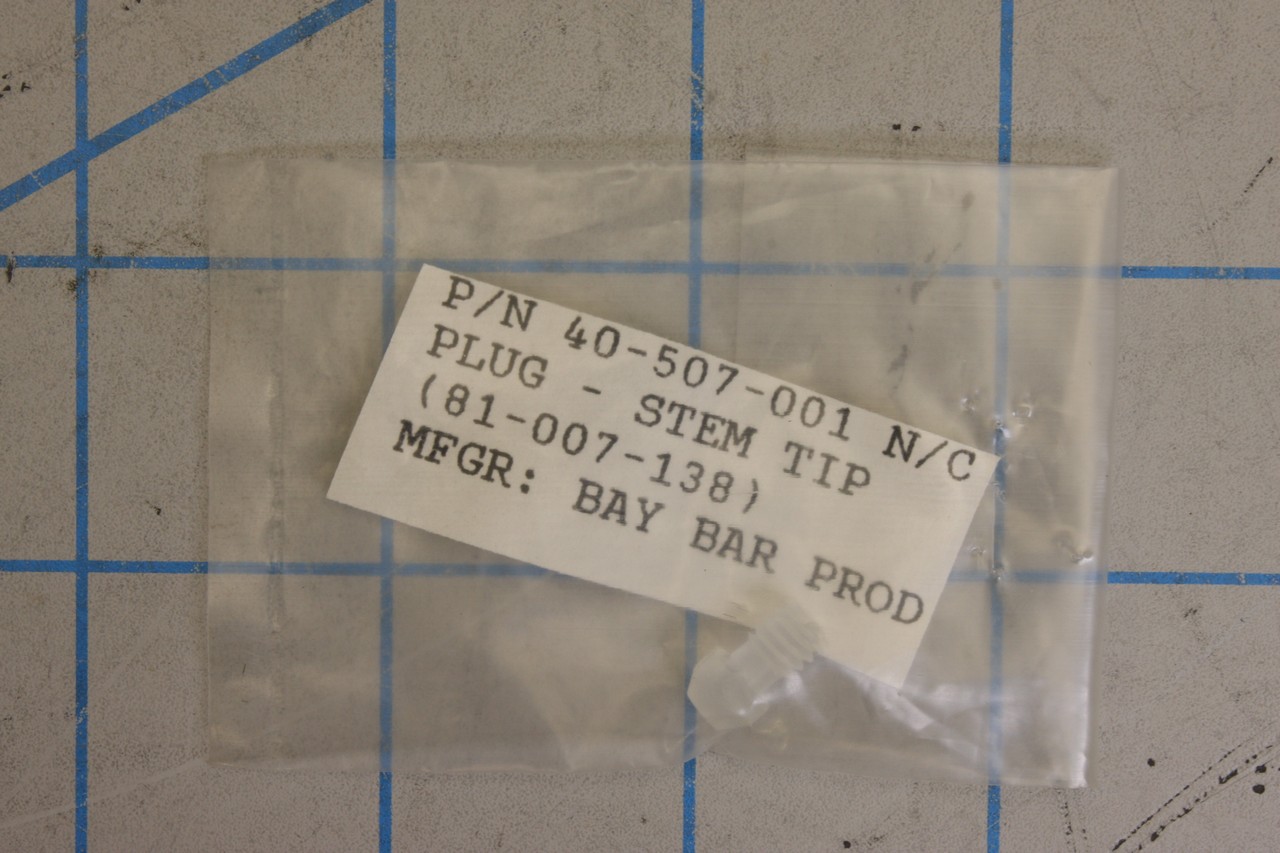 P/N 40-507-001 N/C
PLUG - STEM TIP
(81-007-138)
MFGR: BAY BAR PROD